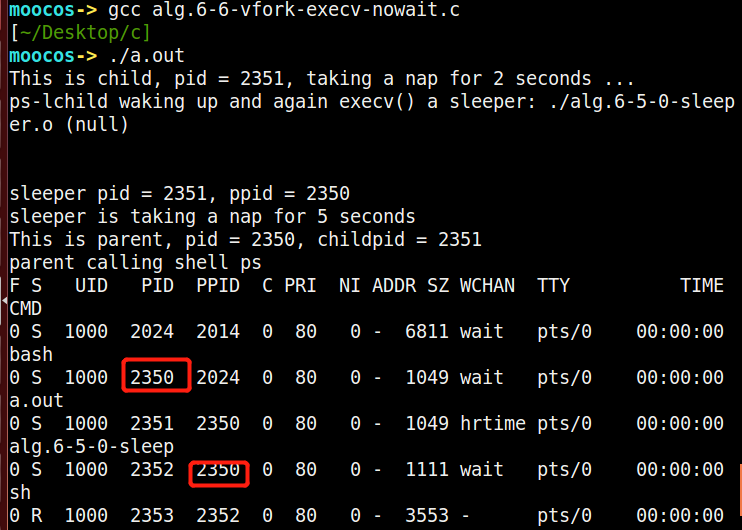 moocos-> gcc alg.6-6-vfork-execv-nowait.c
[~/Desktop/c]
moocos-> ./a.out
This is child, pid = 2351, taking a nap for 2 seconds ...
ps-lchild waking up and again execv() a sleeper: ./alg.6-5-0-sleep
er.o (null)
sleeper pid = 2351, ppid = 2350
sleeper is taking a nap for 5 seconds
This is parent, pid = 2350, childpid = 2351
parent calling shell ps
F S   UID   PID  PPID  C PRI  NI ADDR SZ WCHAN  TTY          TIME
CMD
0 S  1000  2024  2014  0  80   0 -  6811 wait   pts/0    00:00:00
bash
0 S  1000  2350  2024  0  80   0 -  1049 wait   pts/0    00:00:00
a.out
0 S  1000  2351  2350  0  80   0 -  1049 hrtime pts/0    00:00:00
alg.6-5-0-sleep
0 S  1000  2352  2350  0  80   0 -  1111 wait   pts/0    00:00:00
sh
0 R  1000  2353  2352  0  80   0 -  3553 -      pts/0    00:00:00